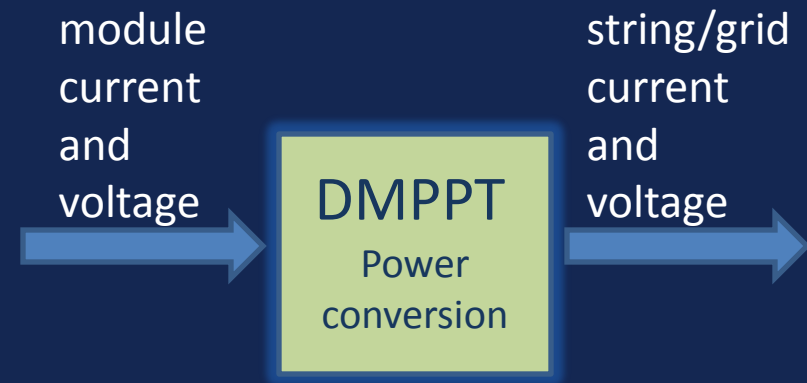 module
current
and
voltage
DMPPT
Power
conversion
string/grid
current
and
voltage